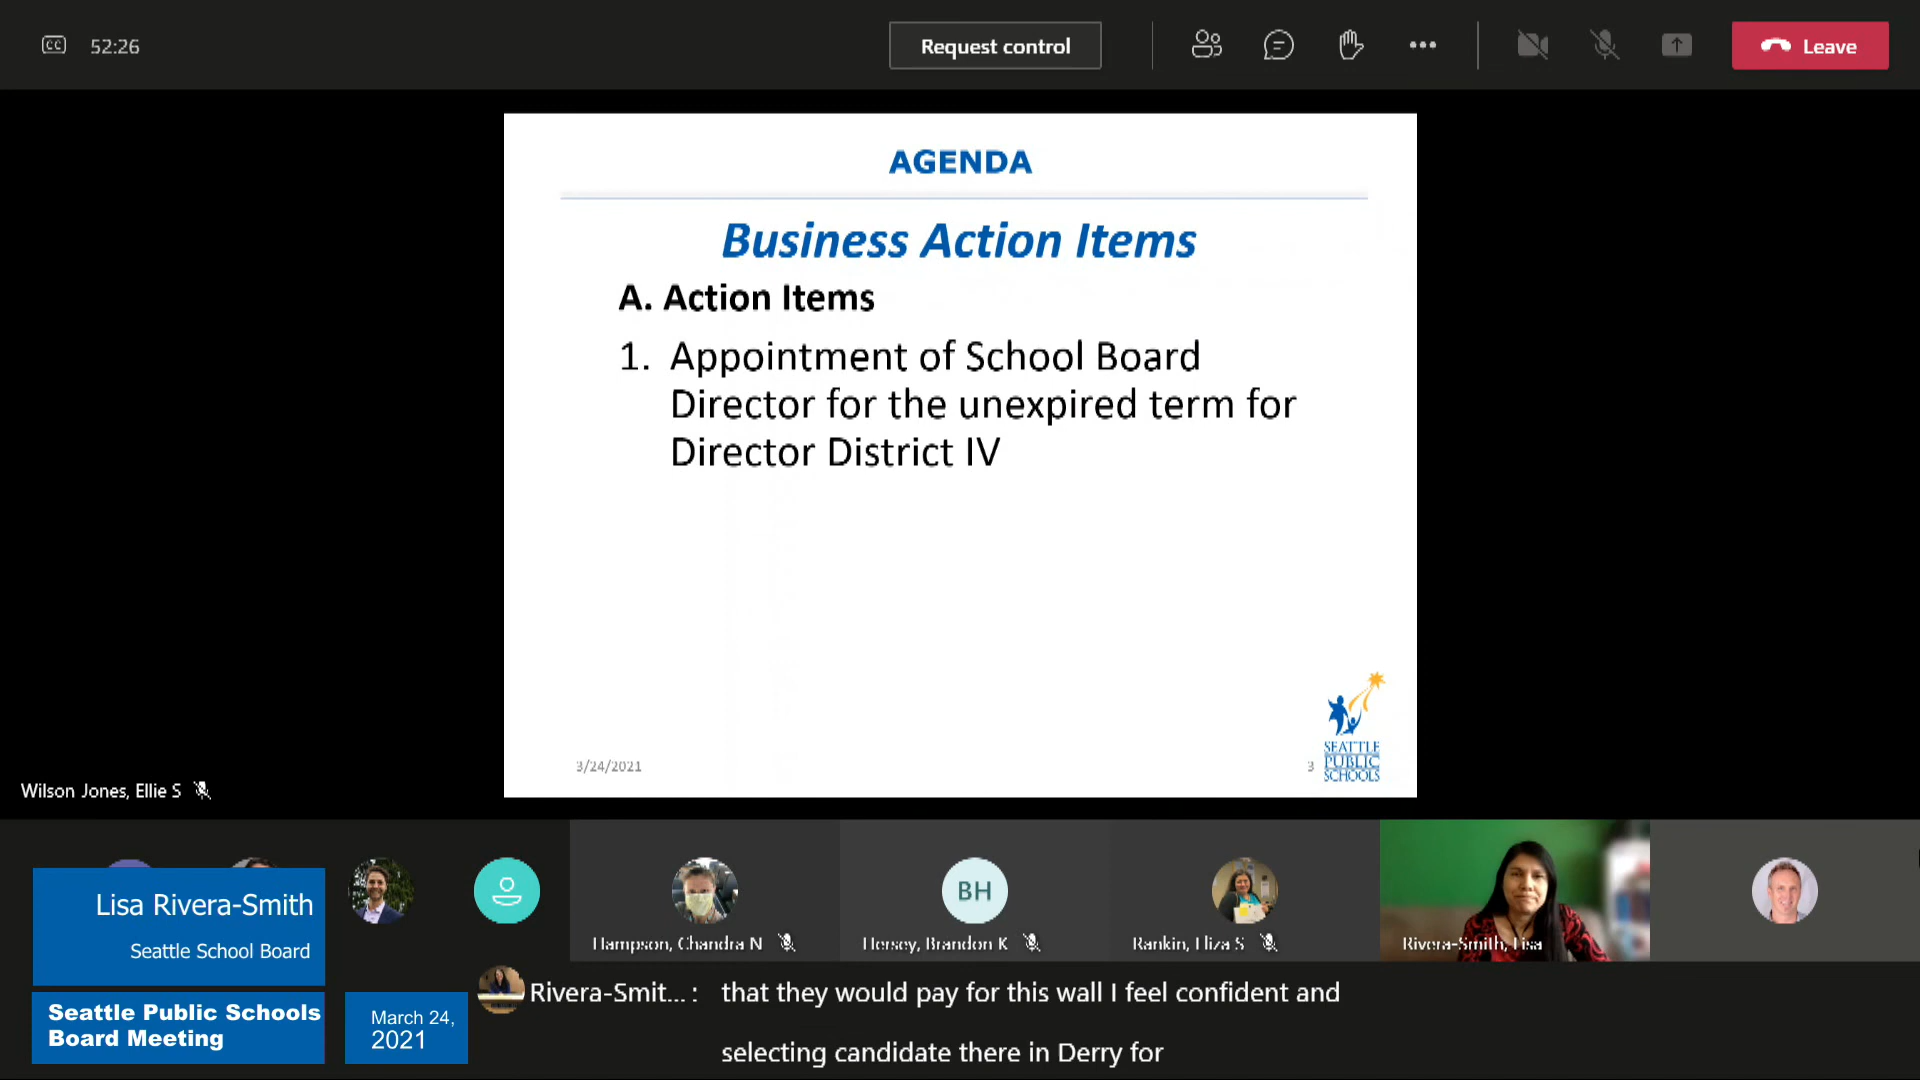 CC 52:26 Request control Leave
AGENDA
Business Action Items
A. Action Items
1. Appointment of School Board
Director for the unexpired term for
Director District IV
3/24/2021
3
SEATTLE
PUBLIC
SCHOOLS
Wilson Jones, Ellie S
BH
Hampson, Chandra N
Hersey, Brandon K
Rankin, Eliza S
Rivera-Smith, Lisa
Lisa Rivera-Smith
Seattle School Board
Seattle Public Schools
Board Meeting
March 24,
2021
Rivera-Smit... : that they would pay for this wall I feel confident and
selecting candidate there in Derry for